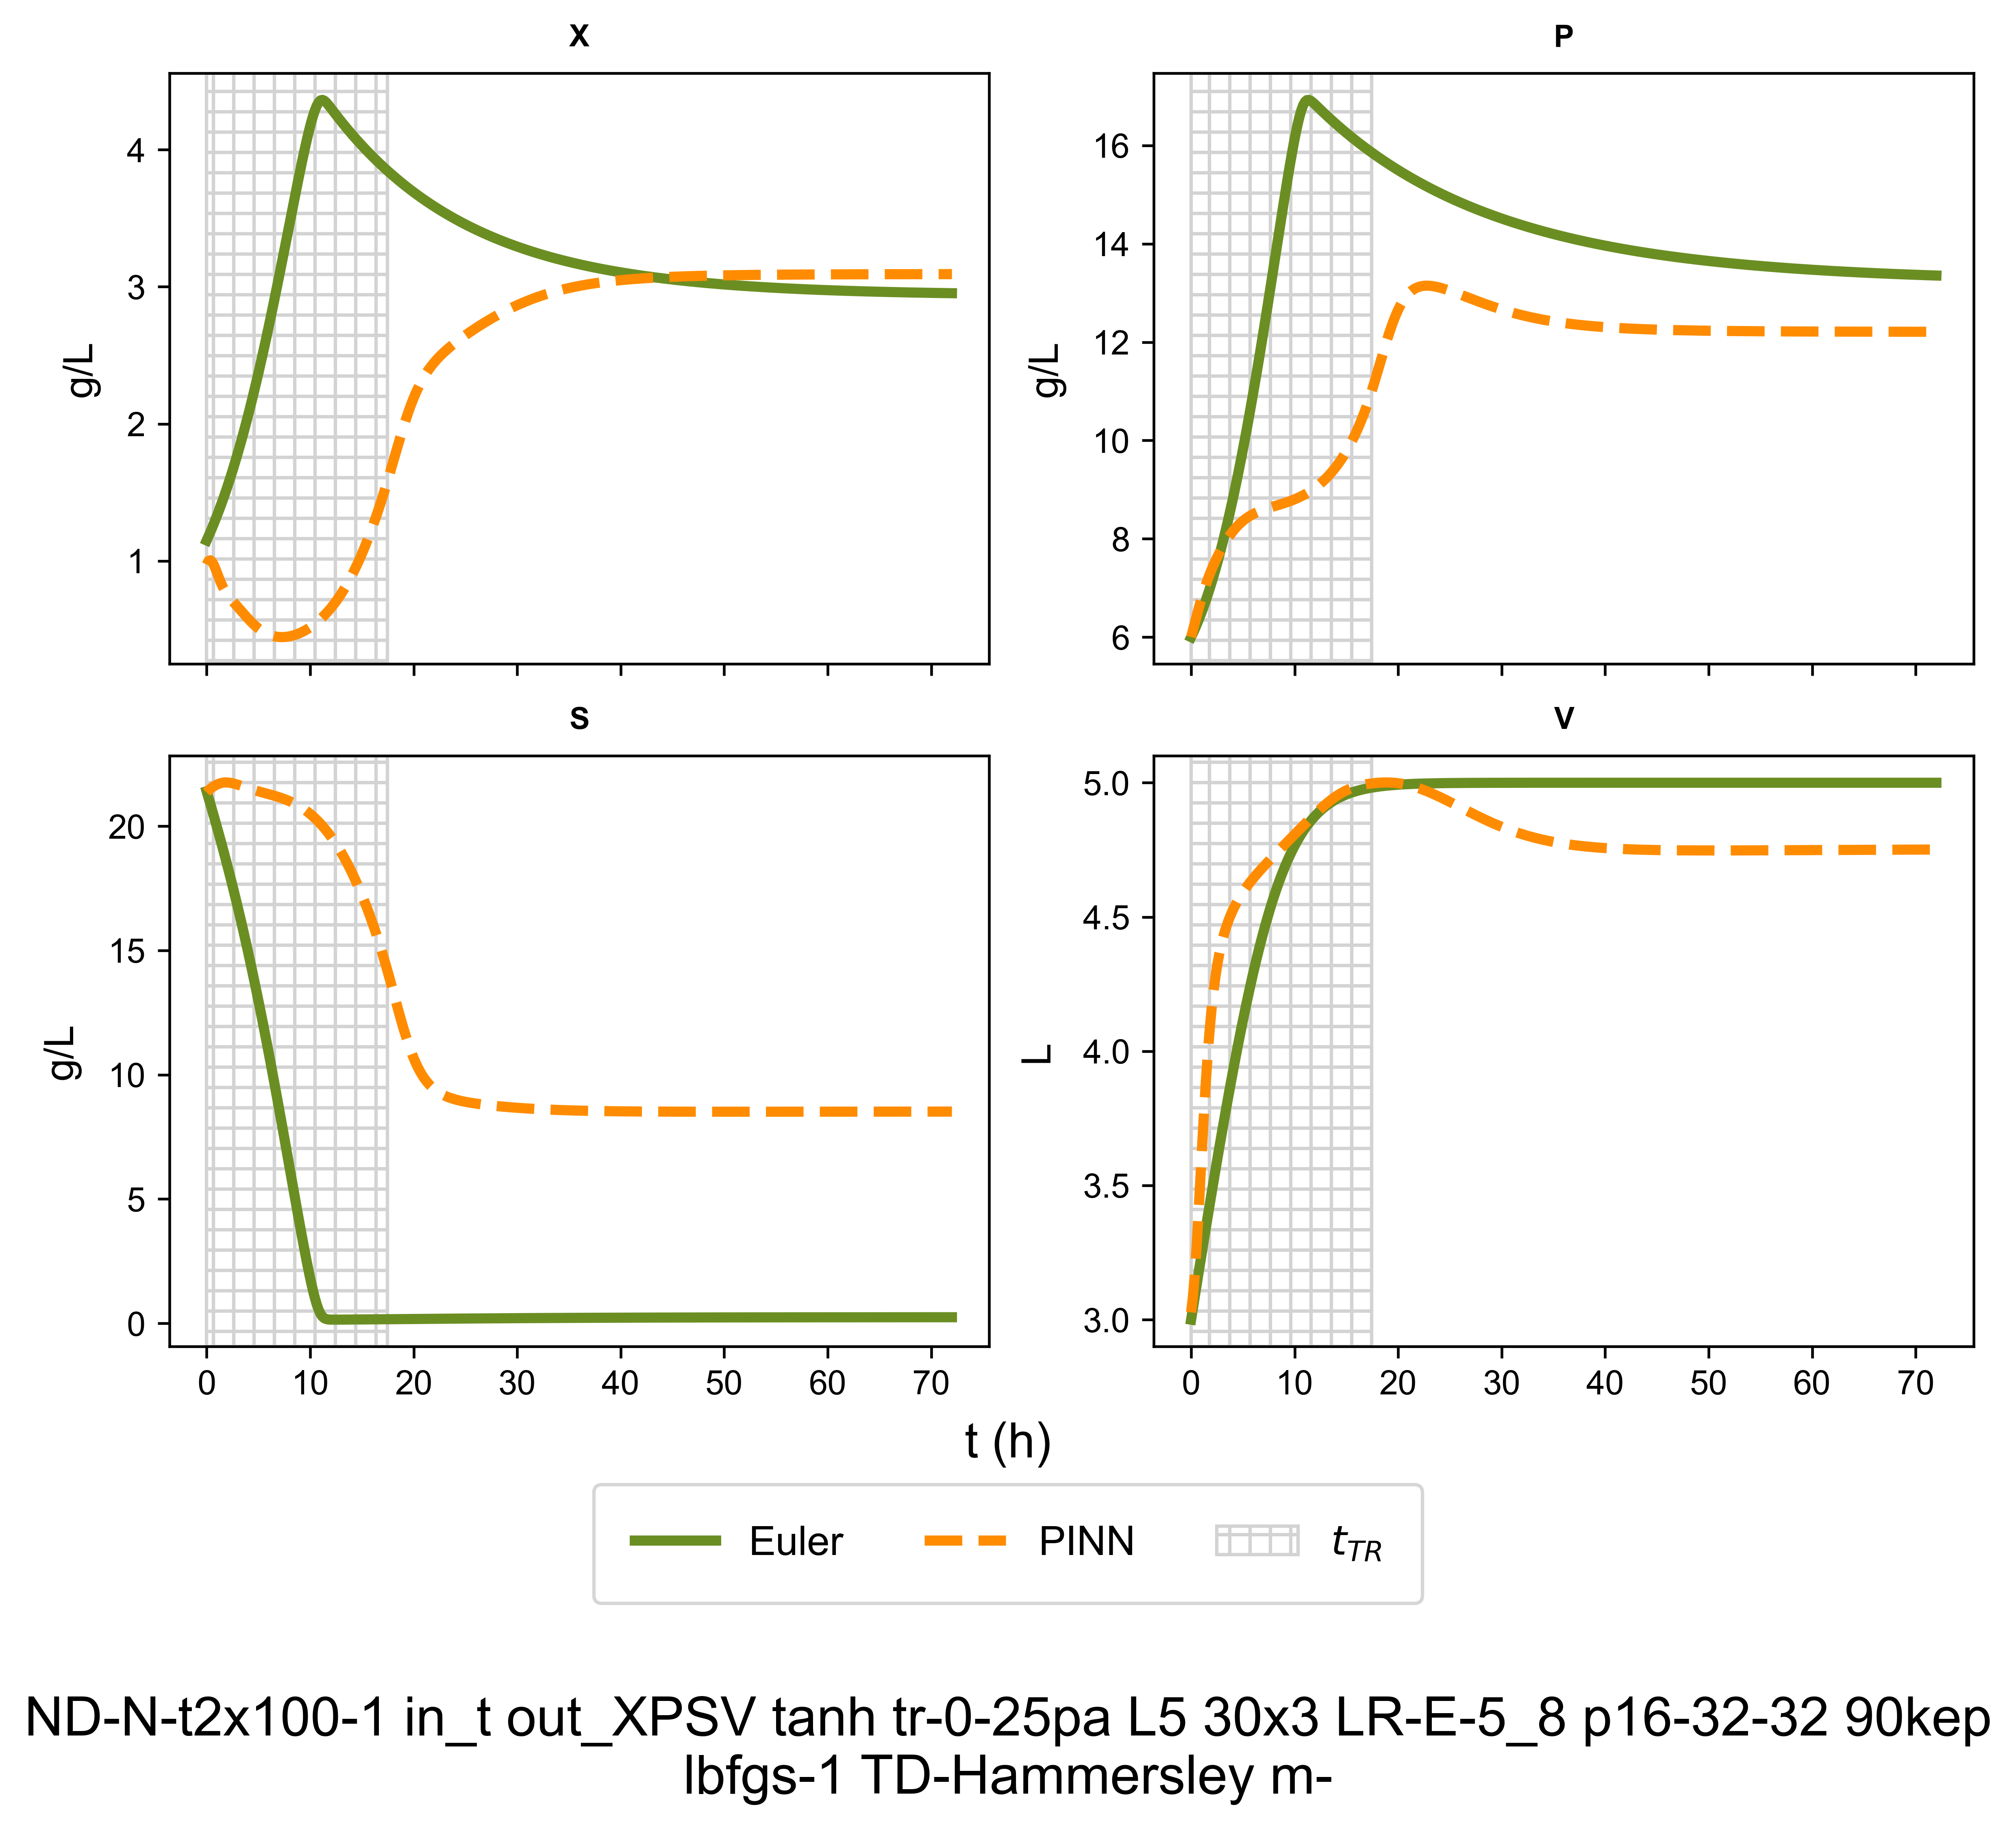 X
P
4
3
2
1
g/L
16
14
12
10
8
6
g/L
S
V
20
15
10
5
0
g/L
5.0
4.5
4.0
3.5
3.0
L
0 10 20 30 40 50 60 70
0 10 20 30 40 50 60 70
t (h)
Euler PINN t_TR
ND-N-t2x100-1 in_t out_XPSV tanh tr-0-25pa L5 30x3 LR-E-5_8 p16-32-32 90kep
lbfgs-1 TD-Hammersley m-